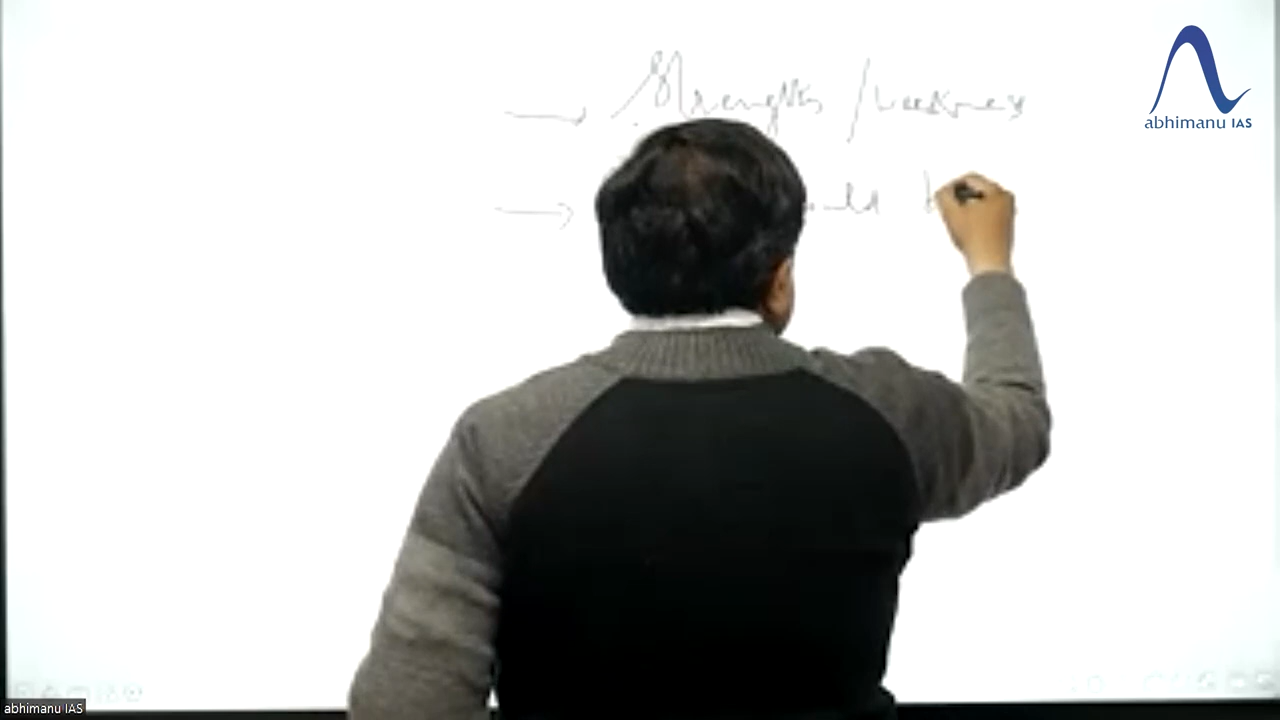 → Strengths / weakness
→
abhimanu IAS
abhimanu IAS